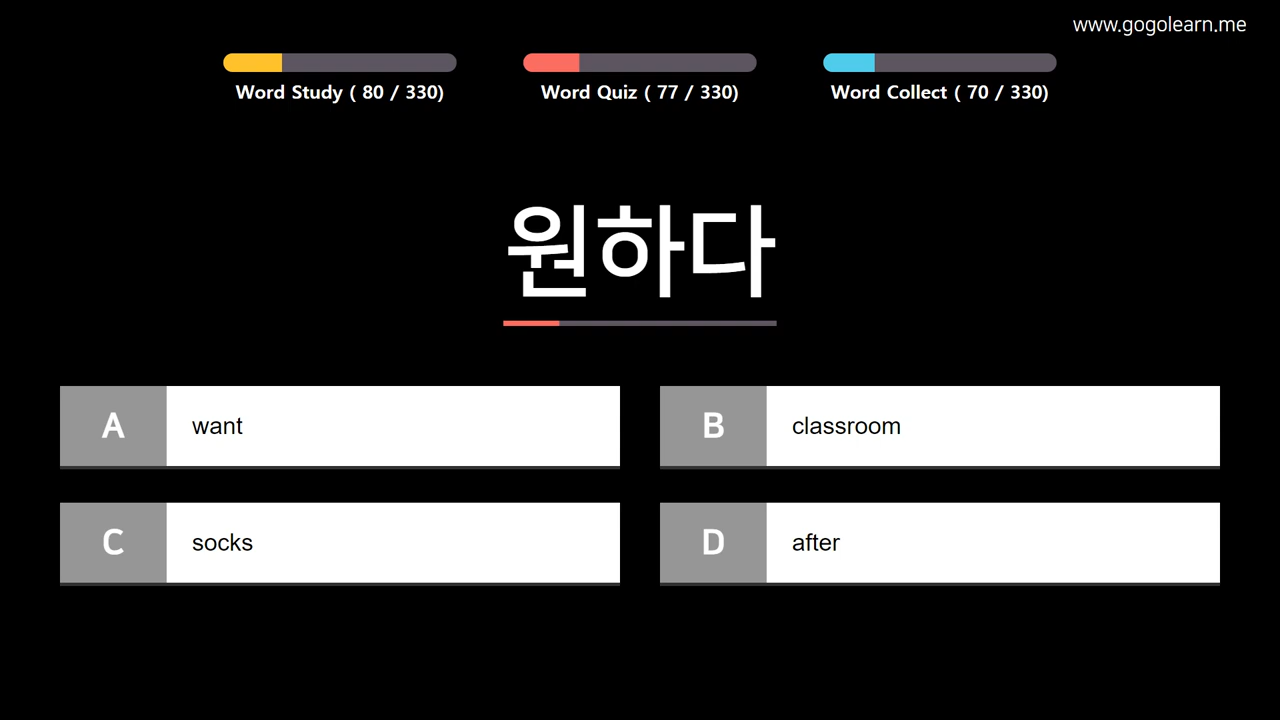 www.gogolearn.me
Word Study ( 80 / 330)
Word Quiz ( 77 / 330)
Word Collect ( 70 / 330)
원하다
A want
B classroom
C socks
D after